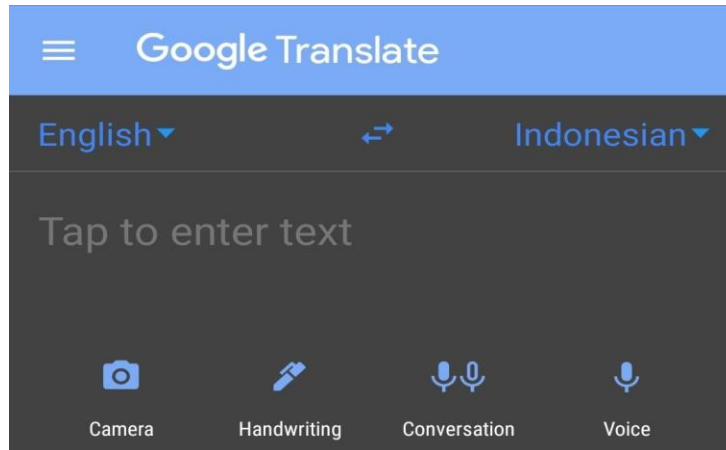 Google Translate
English Indonesian
Tap to enter text
Camera Handwriting Conversation Voice